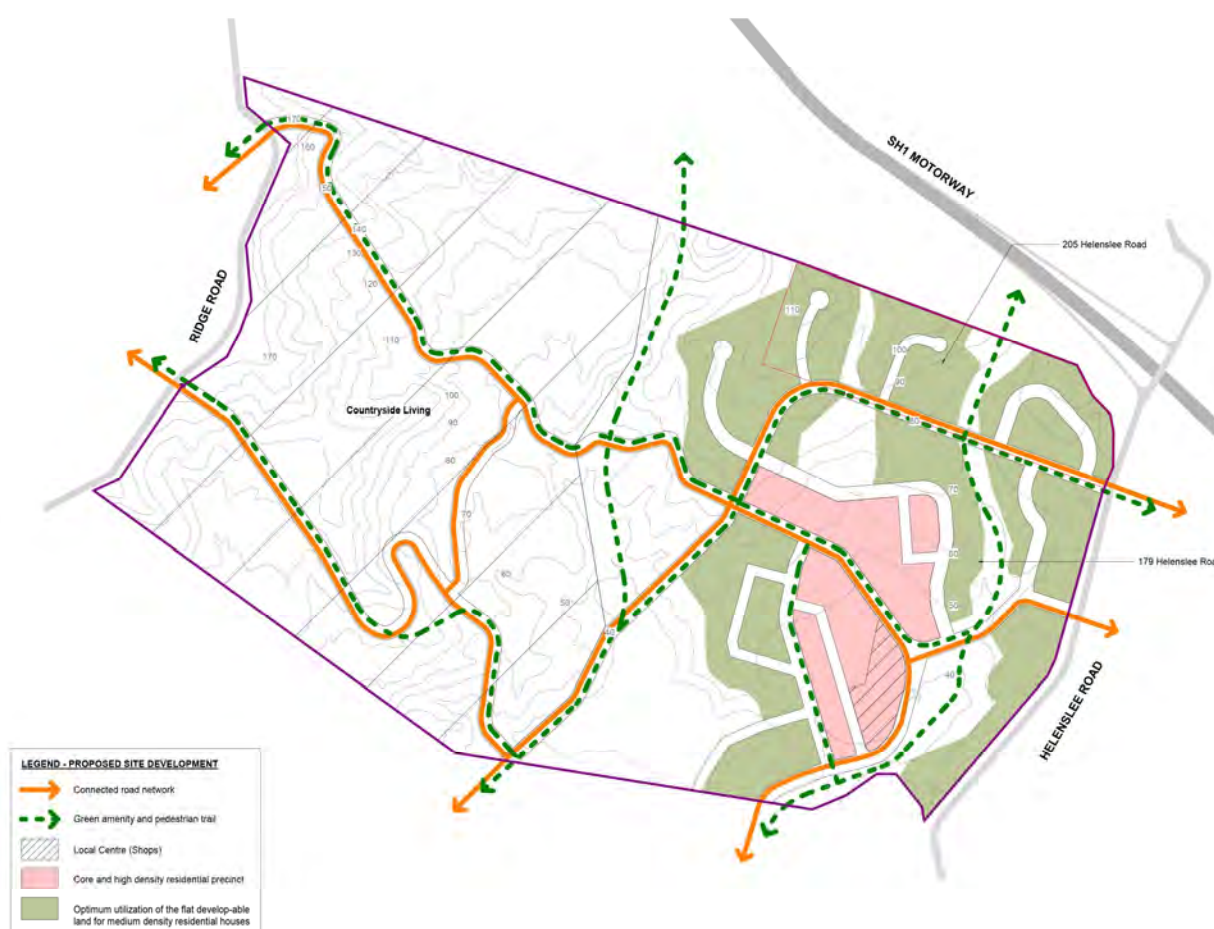 SH1 MOTORWAY
205 Helenslee Road
RIDGE ROAD
170
160
150
140
130
120
110
170
110
100
90
80
Countryside Living
100
90
80
70
60
50
40
70
60
50
40
179 Helenslee Roa
HELENSLEE ROAD
LEGEND - PROPOSED SITE DEVELOPMENT
Connected road network
Green amenity and pedestrian trail
Local Centre (Shops)
Core and high density residential precinct
Optimum utilization of the flat develop-able
land for medium density residential houses